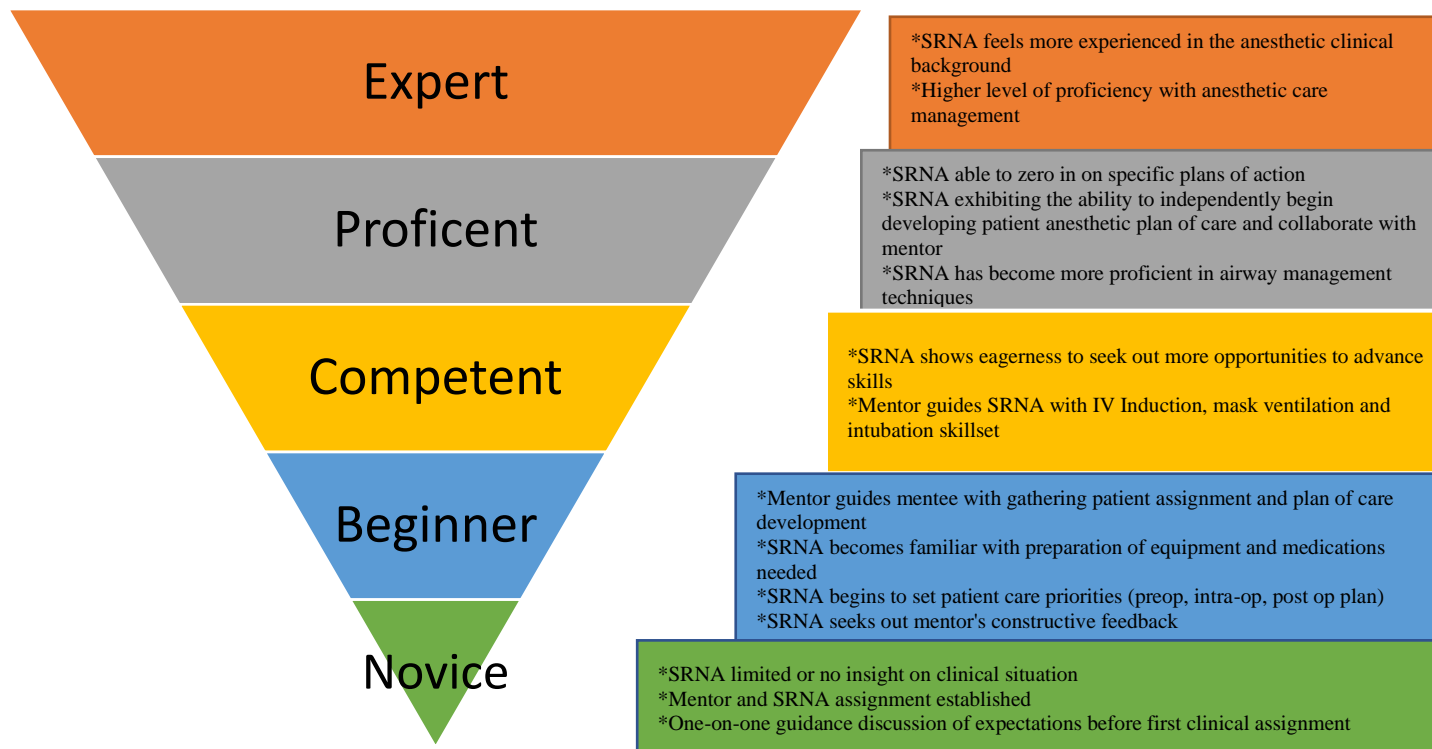 Expert
*SRNA feels more experienced in the anesthetic clinical
background
*Higher level of proficiency with anesthetic care
management
Proficent
*SRNA able to zero in on specific plans of action
*SRNA exhibiting the ability to independently begin
developing patient anesthetic plan of care and collaborate with
mentor
*SRNA has become more proficient in airway management
techniques
Competent
*SRNA shows eagerness to seek out more opportunities to advance
skills
*Mentor guides SRNA with IV Induction, mask ventilation and
intubation skillset
Beginner
*Mentor guides mentee with gathering patient assignment and plan of care
development
*SRNA becomes familiar with preparation of equipment and medications
needed
*SRNA begins to set patient care priorities (preop, intra-op, post op plan)
*SRNA seeks out mentor's constructive feedback
Novice
*SRNA limited or no insight on clinical situation
*Mentor and SRNA assignment established
*One-on-one guidance discussion of expectations before first clinical assignment